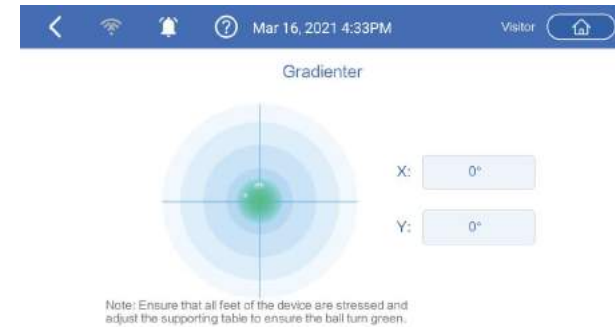 Mar 16, 2021 4:33PM
Visitor
Gradienter
X: 0°
Y: 0°
Note: Ensure that all feet of the device are stressed and
adjust the supporting table to ensure the ball turn green.